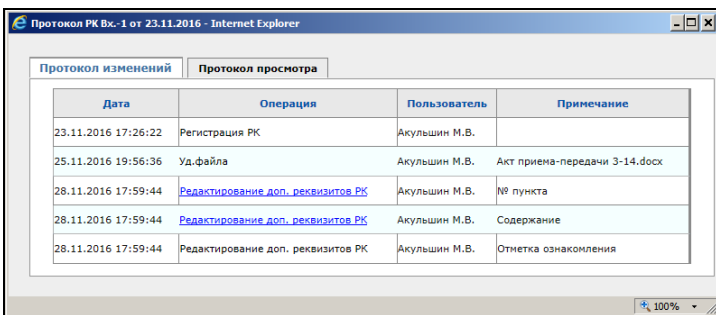 Протокол РК Вх.-1 от 23.11.2016 - Internet Explorer
Протокол изменений Протокол просмотра
Дата Операция Пользователь Примечание
23.11.2016 17:26:22 Регистрация РК Акульшин М.В.
25.11.2016 19:56:36 Уд.файла Акульшин М.В. Акт приема-передачи 3-14.docx
28.11.2016 17:59:44 Редактирование доп. реквизитов РК Акульшин М.В. № пункта
28.11.2016 17:59:44 Редактирование доп. реквизитов РК Акульшин М.В. Содержание
28.11.2016 17:59:44 Редактирование доп. реквизитов РК Акульшин М.В. Отметка ознакомления
100%